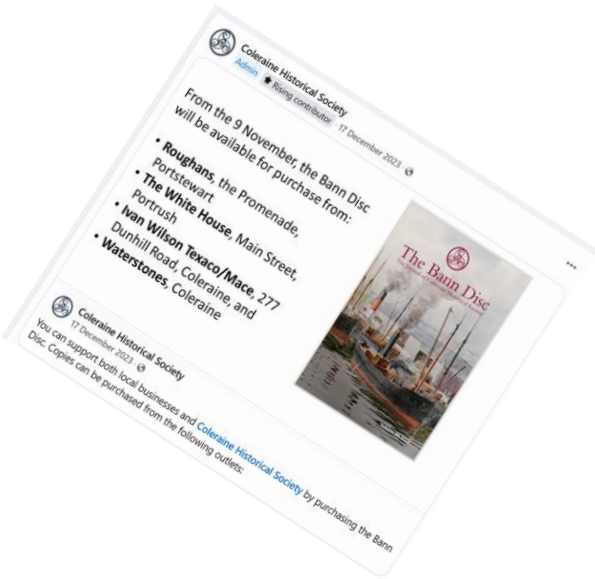 Coleraine Historical Society
Admin Rising contributor · 17 December 2023 ·
From the 9 November, the Bann Disc
will be available for purchase from:
• Roughans, the Promenade,
Portstewart
• The White House, Main Street,
Portrush
• Ivan Wilson Texaco/Mace, 277
Dunhill Road, Coleraine, and
• Waterstones, Coleraine
The Bann Disc
Coleraine Historical Society
17 December 2023 ·
You can support both local businesses and Coleraine Historical Society by purchasing the Bann
Disc. Copies can be purchased from the following outlets: